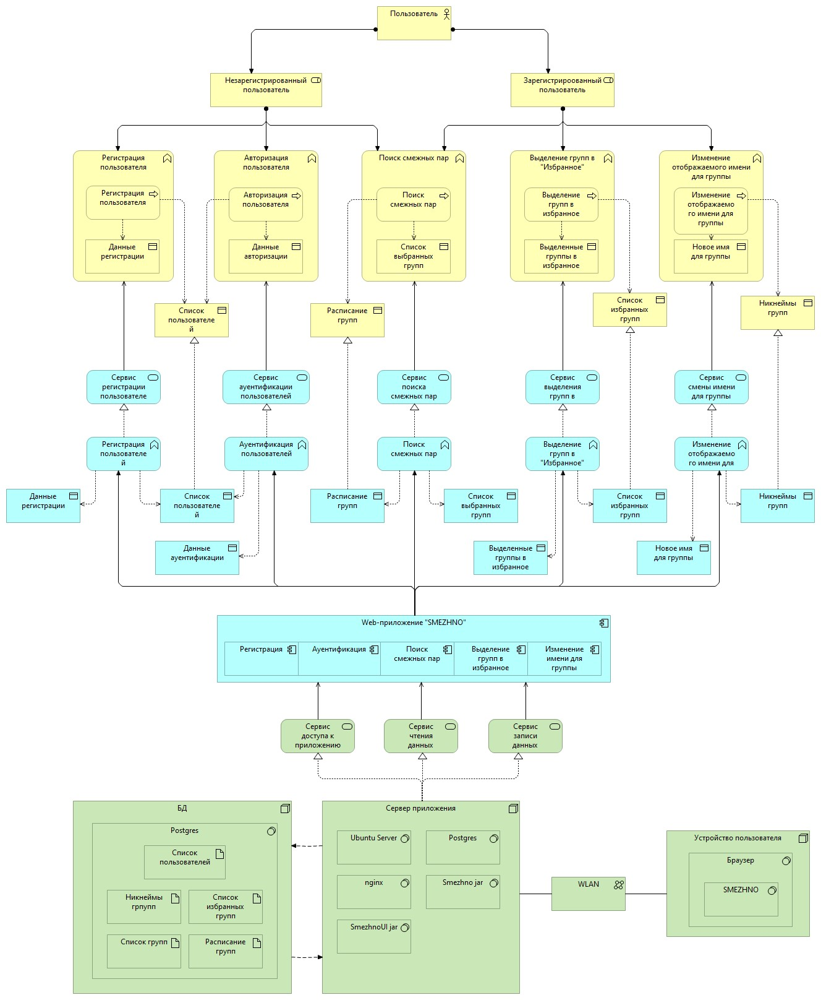 Пользователь
Незарегистрированный
пользователь
Зарегистрироованный
пользователь
Регистрация
пользователя
Регистрация
пользователя
Данные
регистрации
Авторизация
пользователя
Авторизация
пользователя
Данные
авторизации
Поиск смежных пар
Поиск
смежных пар
Список
выбранных
групп
Выделение групп в
"Избранное"
Выделение
групп в
избранное
Выделенные
группы в
избранное
Изменение
отображаемого имени
для группы
Изменение
отображаемо
го имени для
группы
Новое имя
для группы
Список
пользователе
й
Расписание
групп
Список
избранных
групп
Никнеймы
групп
Сервис
регистрации
пользователе
Сервис
ауентификации
пользователей
Сервис
поиска
смежных пар
Сервис
выделения
групп в
Сервис
смены имени
для группы
Регистрация
пользователе
й
Ауентификация
пользователей
Поиск
смежных пар
Выделение
групп в
"Избранное"
Изменение
отображаемо
го имени для
Данные
регистрации
Список
пользователе
й
Расписание
групп
Список
выбранных
групп
Список
избранных
групп
Никнеймы
групп
Данные
ауентификации
Выделенные
группы в
избранное
Новое имя
для группы
Web-приложение "SMEZHNO"
Регистрация
Ауентификация
Поиск
смежных пар
Выделение
групп в
избранное
Изменение
имени для
группы
Сервис
доступа к
приложению
Сервис
чтения
данных
Сервис
записи
данных
БД
Postgres
Список
пользователей
Никнеймы
грпупп
Список
избранных
групп
Список групп
Расписание
групп
Сервер приложения
Ubuntu Server
Postgres
nginx
Smezhno jar
SmezhnoUI jar
WLAN
Устройство пользователя
Браузер
SMEZHNO